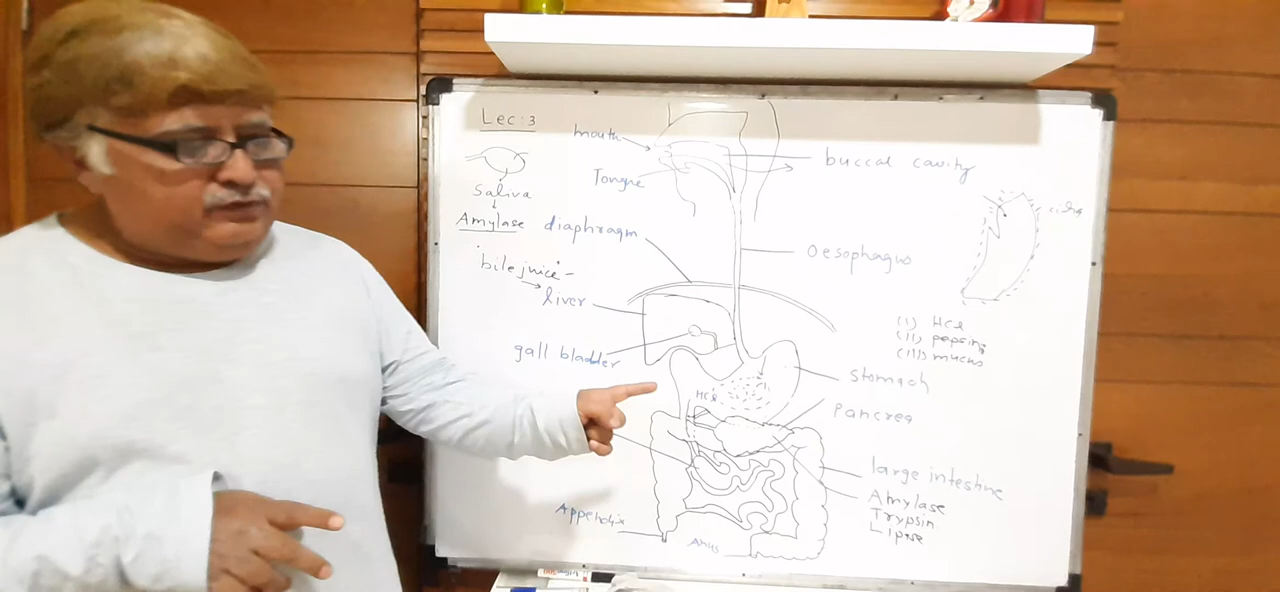 Lec: 3
mouth
buccal cavity
Tongue
Saliva
Amylase
diaphragm
Oesophagus
"bile juice" -
liver
(I) HCl
(II) pepsin
(III) mucus
gall bladder
stomach
HCl
Pancrea
large intestine
Amylase
Trypsin
Lipase
Appendix
Anus